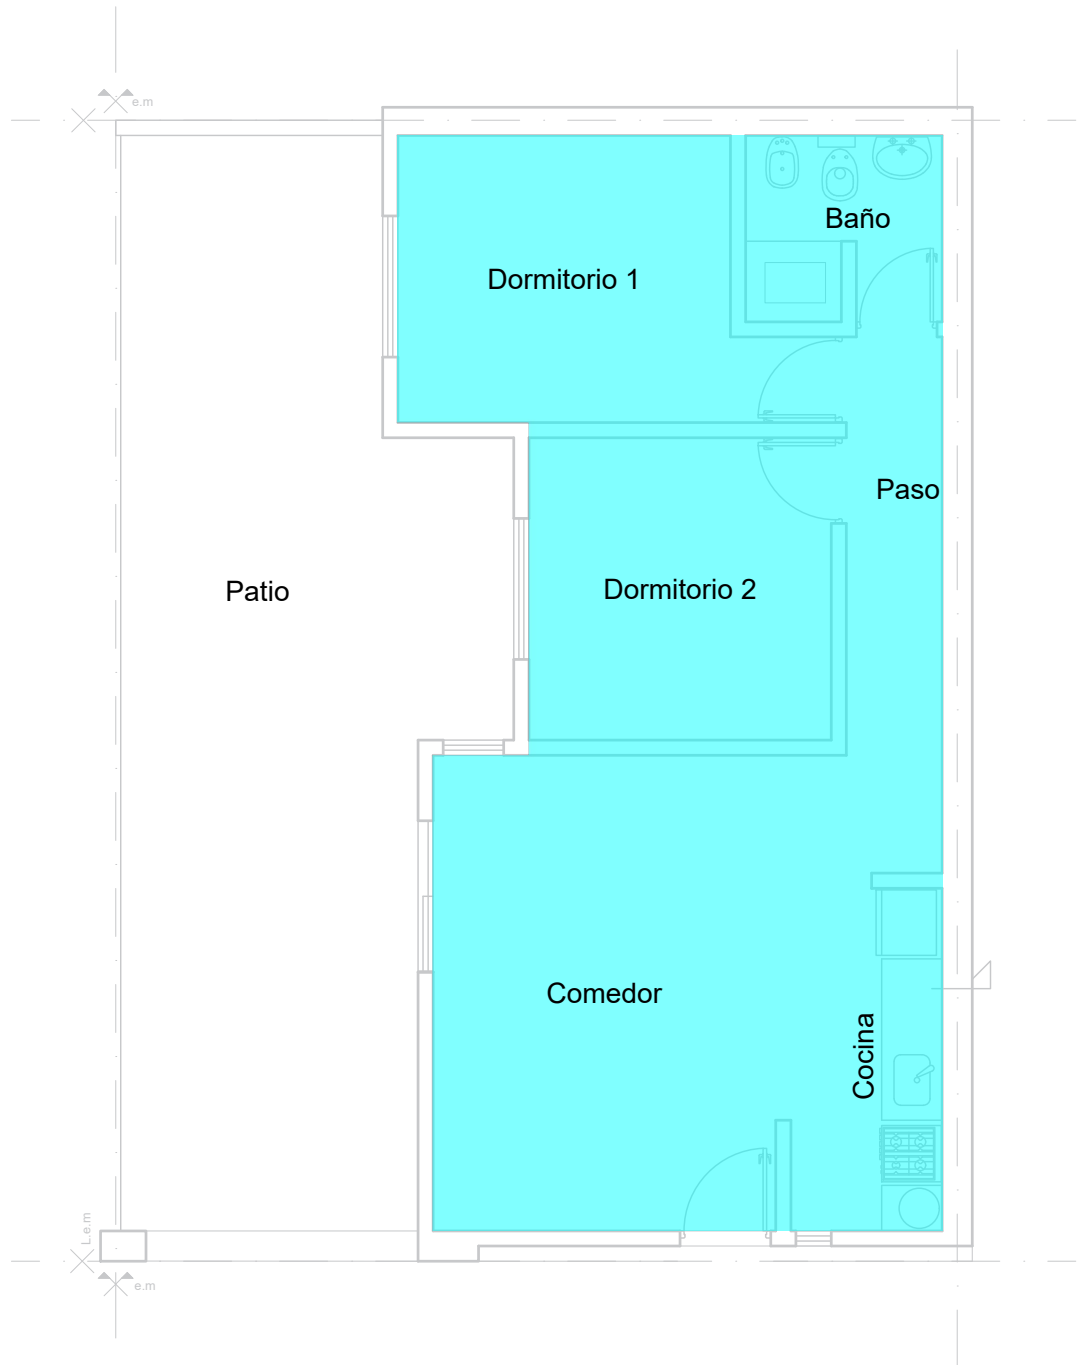 e.m
Baño
Dormitorio 1
Paso
Patio
Dormitorio 2
Comedor
Cocina
L.e.m
e.m